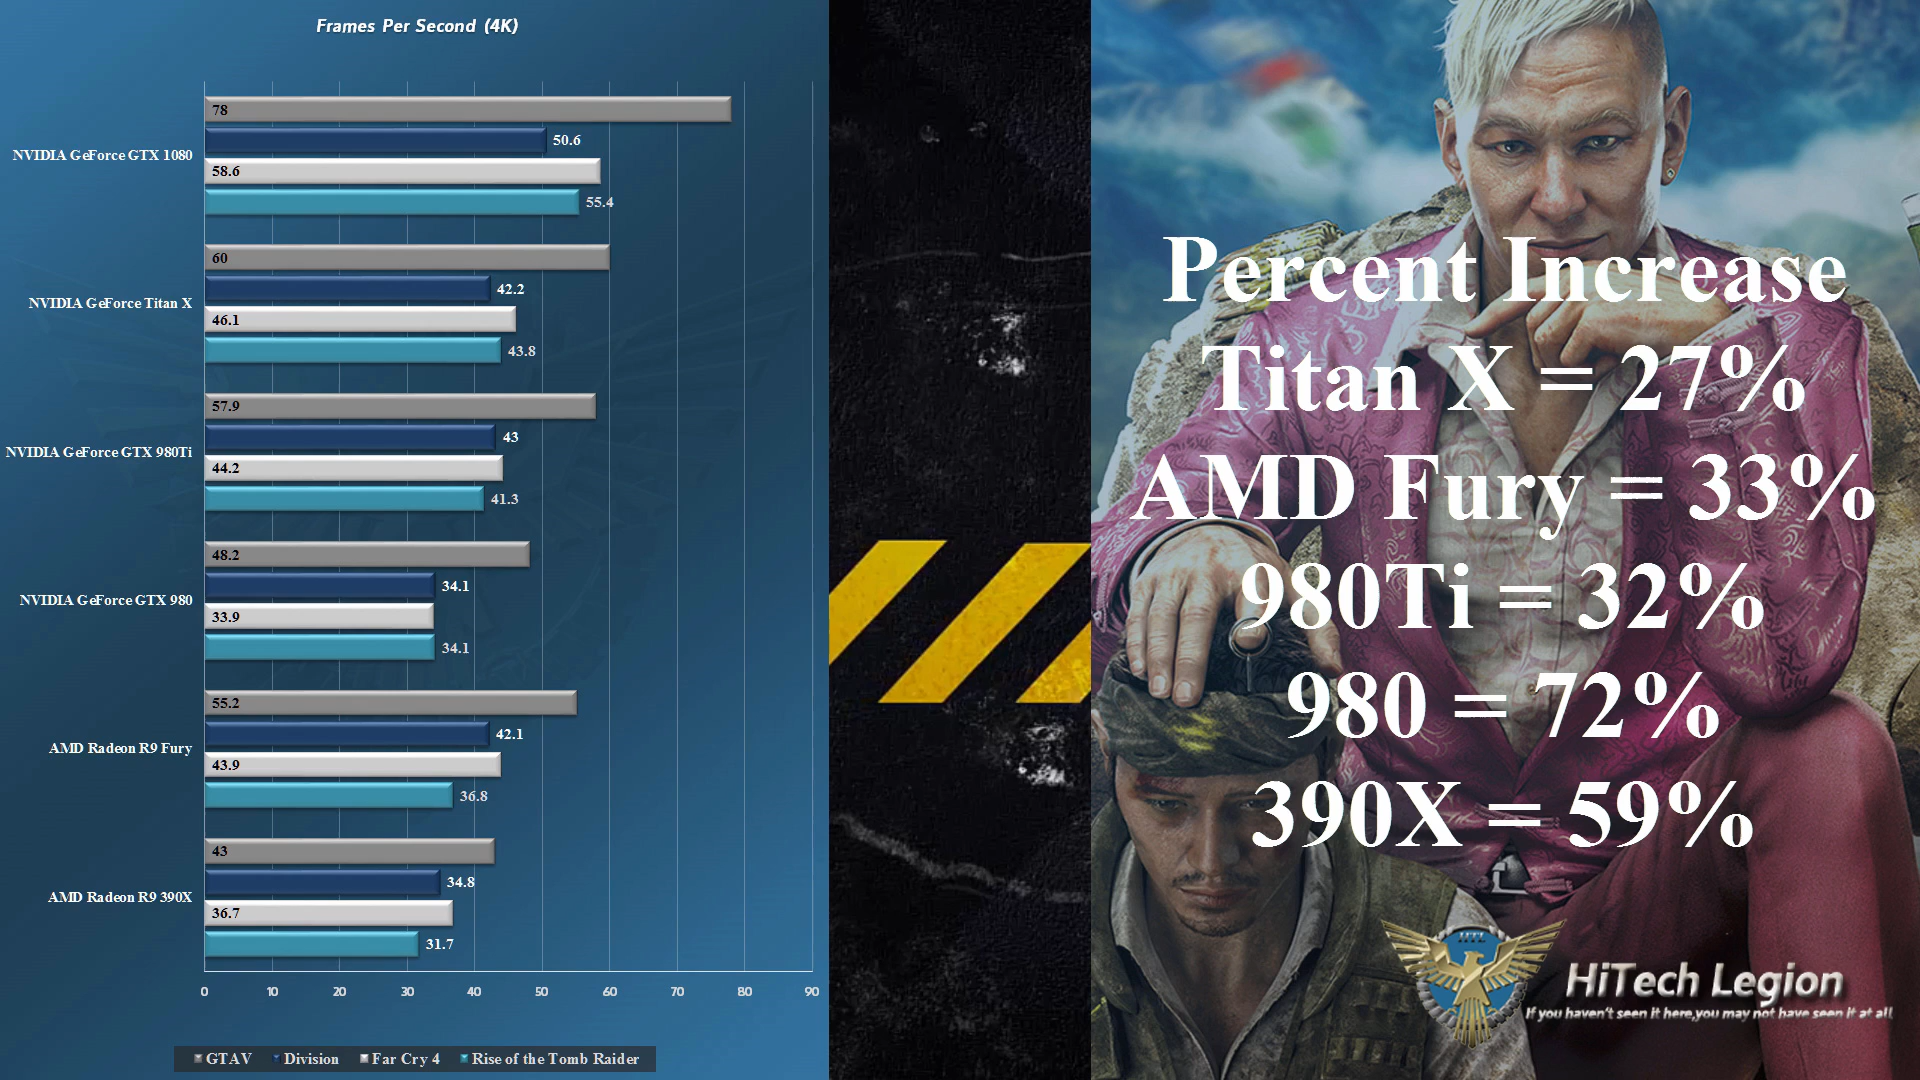 Frames Per Second (4K)
NVIDIA GeForce GTX 1080
78
50.6
58.6
55.4
NVIDIA GeForce Titan X
60
42.2
46.1
43.8
NVIDIA GeForce GTX 980Ti
57.9
43
44.2
41.3
NVIDIA GeForce GTX 980
48.2
34.1
33.9
34.1
AMD Radeon R9 Fury
55.2
42.1
43.9
36.8
AMD Radeon R9 390X
43
34.8
36.7
31.7
0 10 20 30 40 50 60 70 80 90
GTAV Division Far Cry 4 Rise of the Tomb Raider
Percent Increase
Titan X = 27%
AMD Fury = 33%
980Ti = 32%
980 = 72%
390X = 59%
HTL
HiTech Legion
If you haven't seen it here,you may not have seen it at all